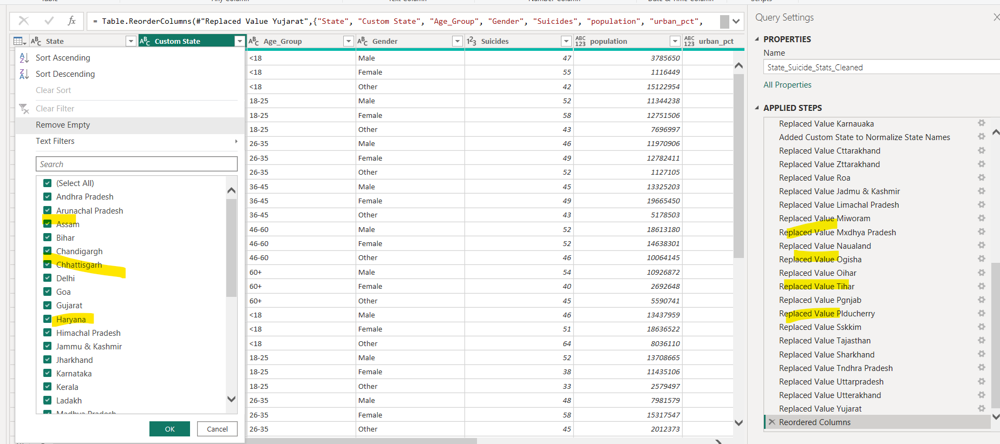 = Table.ReorderColumns(#"Replaced Value Yujarat",{"State", "Custom State", "Age_Group", "Gender", "Suicides", "population", "urban_pct",
State
Custom State
Age_Group
Gender
Suicides
population
urban_pct
Sort Ascending
Sort Descending
Clear Sort
Clear Filter
Remove Empty
Text Filters
Search
(Select All)
Andhra Pradesh
Arunachal Pradesh
Assam
Bihar
Chandigargh
Chhattisgarh
Delhi
Goa
Gujarat
Haryana
Himachal Pradesh
Jammu & Kashmir
Jharkhand
Karnataka
Kerala
Ladakh
Madhya Pradesh
OK
Cancel
<18 Male 47 3785650
<18 Female 55 1116449
<18 Other 42 15122954
18-25 Male 52 11344238
18-25 Female 58 12751506
18-25 Other 43 7696997
26-35 Male 46 11970906
26-35 Female 49 12782411
26-35 Other 52 1127105
36-45 Male 45 13325203
36-45 Female 49 19665450
36-45 Other 43 5178503
46-60 Male 52 18613180
46-60 Female 52 14638301
46-60 Other 46 10064145
60+ Male 54 10926872
60+ Female 40 2692648
60+ Other 45 5590741
<18 Male 46 13437959
<18 Female 51 18636522
<18 Other 64 8036110
18-25 Male 52 13708665
18-25 Female 38 11435106
18-25 Other 33 2579497
26-35 Male 48 7981579
26-35 Female 58 15317547
26-35 Other 45 2012373
Query Settings
PROPERTIES
Name
State_Suicide_Stats_Cleaned
All Properties
APPLIED STEPS
Replaced Value Karnauaka
Added Custom State to Normalize State Names
Replaced Value Cttarakhand
Replaced Value Zttarakhand
Replaced Value Roa
Replaced Value Jadmu & Kashmir
Replaced Value Limachal Pradesh
Replaced Value Miworam
Replaced Value Mxdhya Pradesh
Replaced Value Naualand
Replaced Value Ogisha
Replaced Value Oihar
Replaced Value Tihar
Replaced Value Pgnjab
Replaced Value Plducherry
Replaced Value Sskkim
Replaced Value Tajasthan
Replaced Value Sharkhand
Replaced Value Tndhra Pradesh
Replaced Value Uttarpradesh
Replaced Value Utterakhand
Replaced Value Yujarat
Reordered Columns